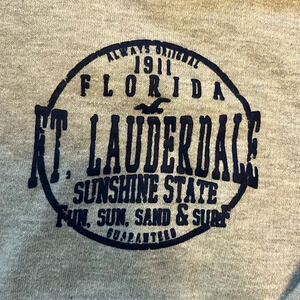 ALWAYS ORIGINAL
1911
FLORIDA
FT. LAUDERDALE
SUNSHINE STATE
FUN, SUN, SAND & SURF
GUARANTEED